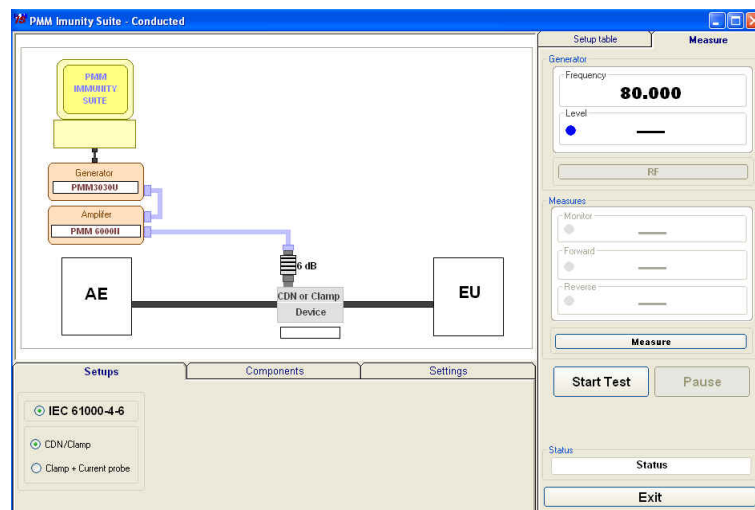 PMM Imunity Suite - Conducted
Setup table
Measure
Generator
Frequency
80.000
Level
RF
Measures
Monitor
Forward
Reverse
Measure
Start Test
Pause
Status
Status
Exit
PMM
IMMUNITY
SUITE
Generator
PMM3030U
Amplifer
PMM 6000H
6 dB
AE
CDN or Clamp
Device
EU
Setups
Components
Settings
IEC 61000-4-6
CDN/Clamp
Clamp + Current probe